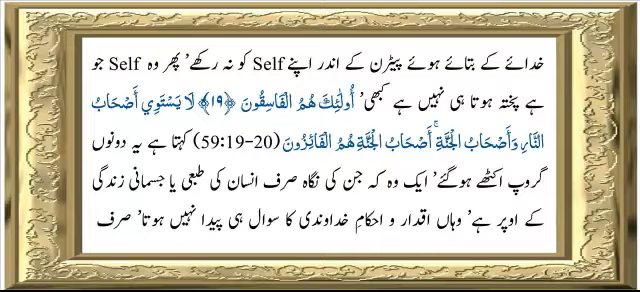 خدائے کے بتائے ہوئے پیٹرن کے اندر اپنے Self کو نہ رکھے’ پھر وہ Self جو
ہے پختہ ہوتا ہی نہیں ہے کبھی’ أُولَٰئِكَ هُمُ الْفَاسِقُونَ ﴿۱۹﴾ لَا يَسْتَوِي أَصْحَابُ
النَّارِ وَأَصْحَابُ الْجَنَّةِ ۚ أَصْحَابُ الْجَنَّةِ هُمُ الْفَائِزُونَ (59:19-20) کہتا ہے یہ دونوں
گروپ اکٹھے ہوگئے’ ایک وہ کہ جن کی نگاہ صرف انسان کی طبعی یا جسمانی زندگی
کے اوپر ہے’ وہاں اقدار و احکامِ خداوندی کا سوال ہی پیدا نہیں ہوتا’ صرف